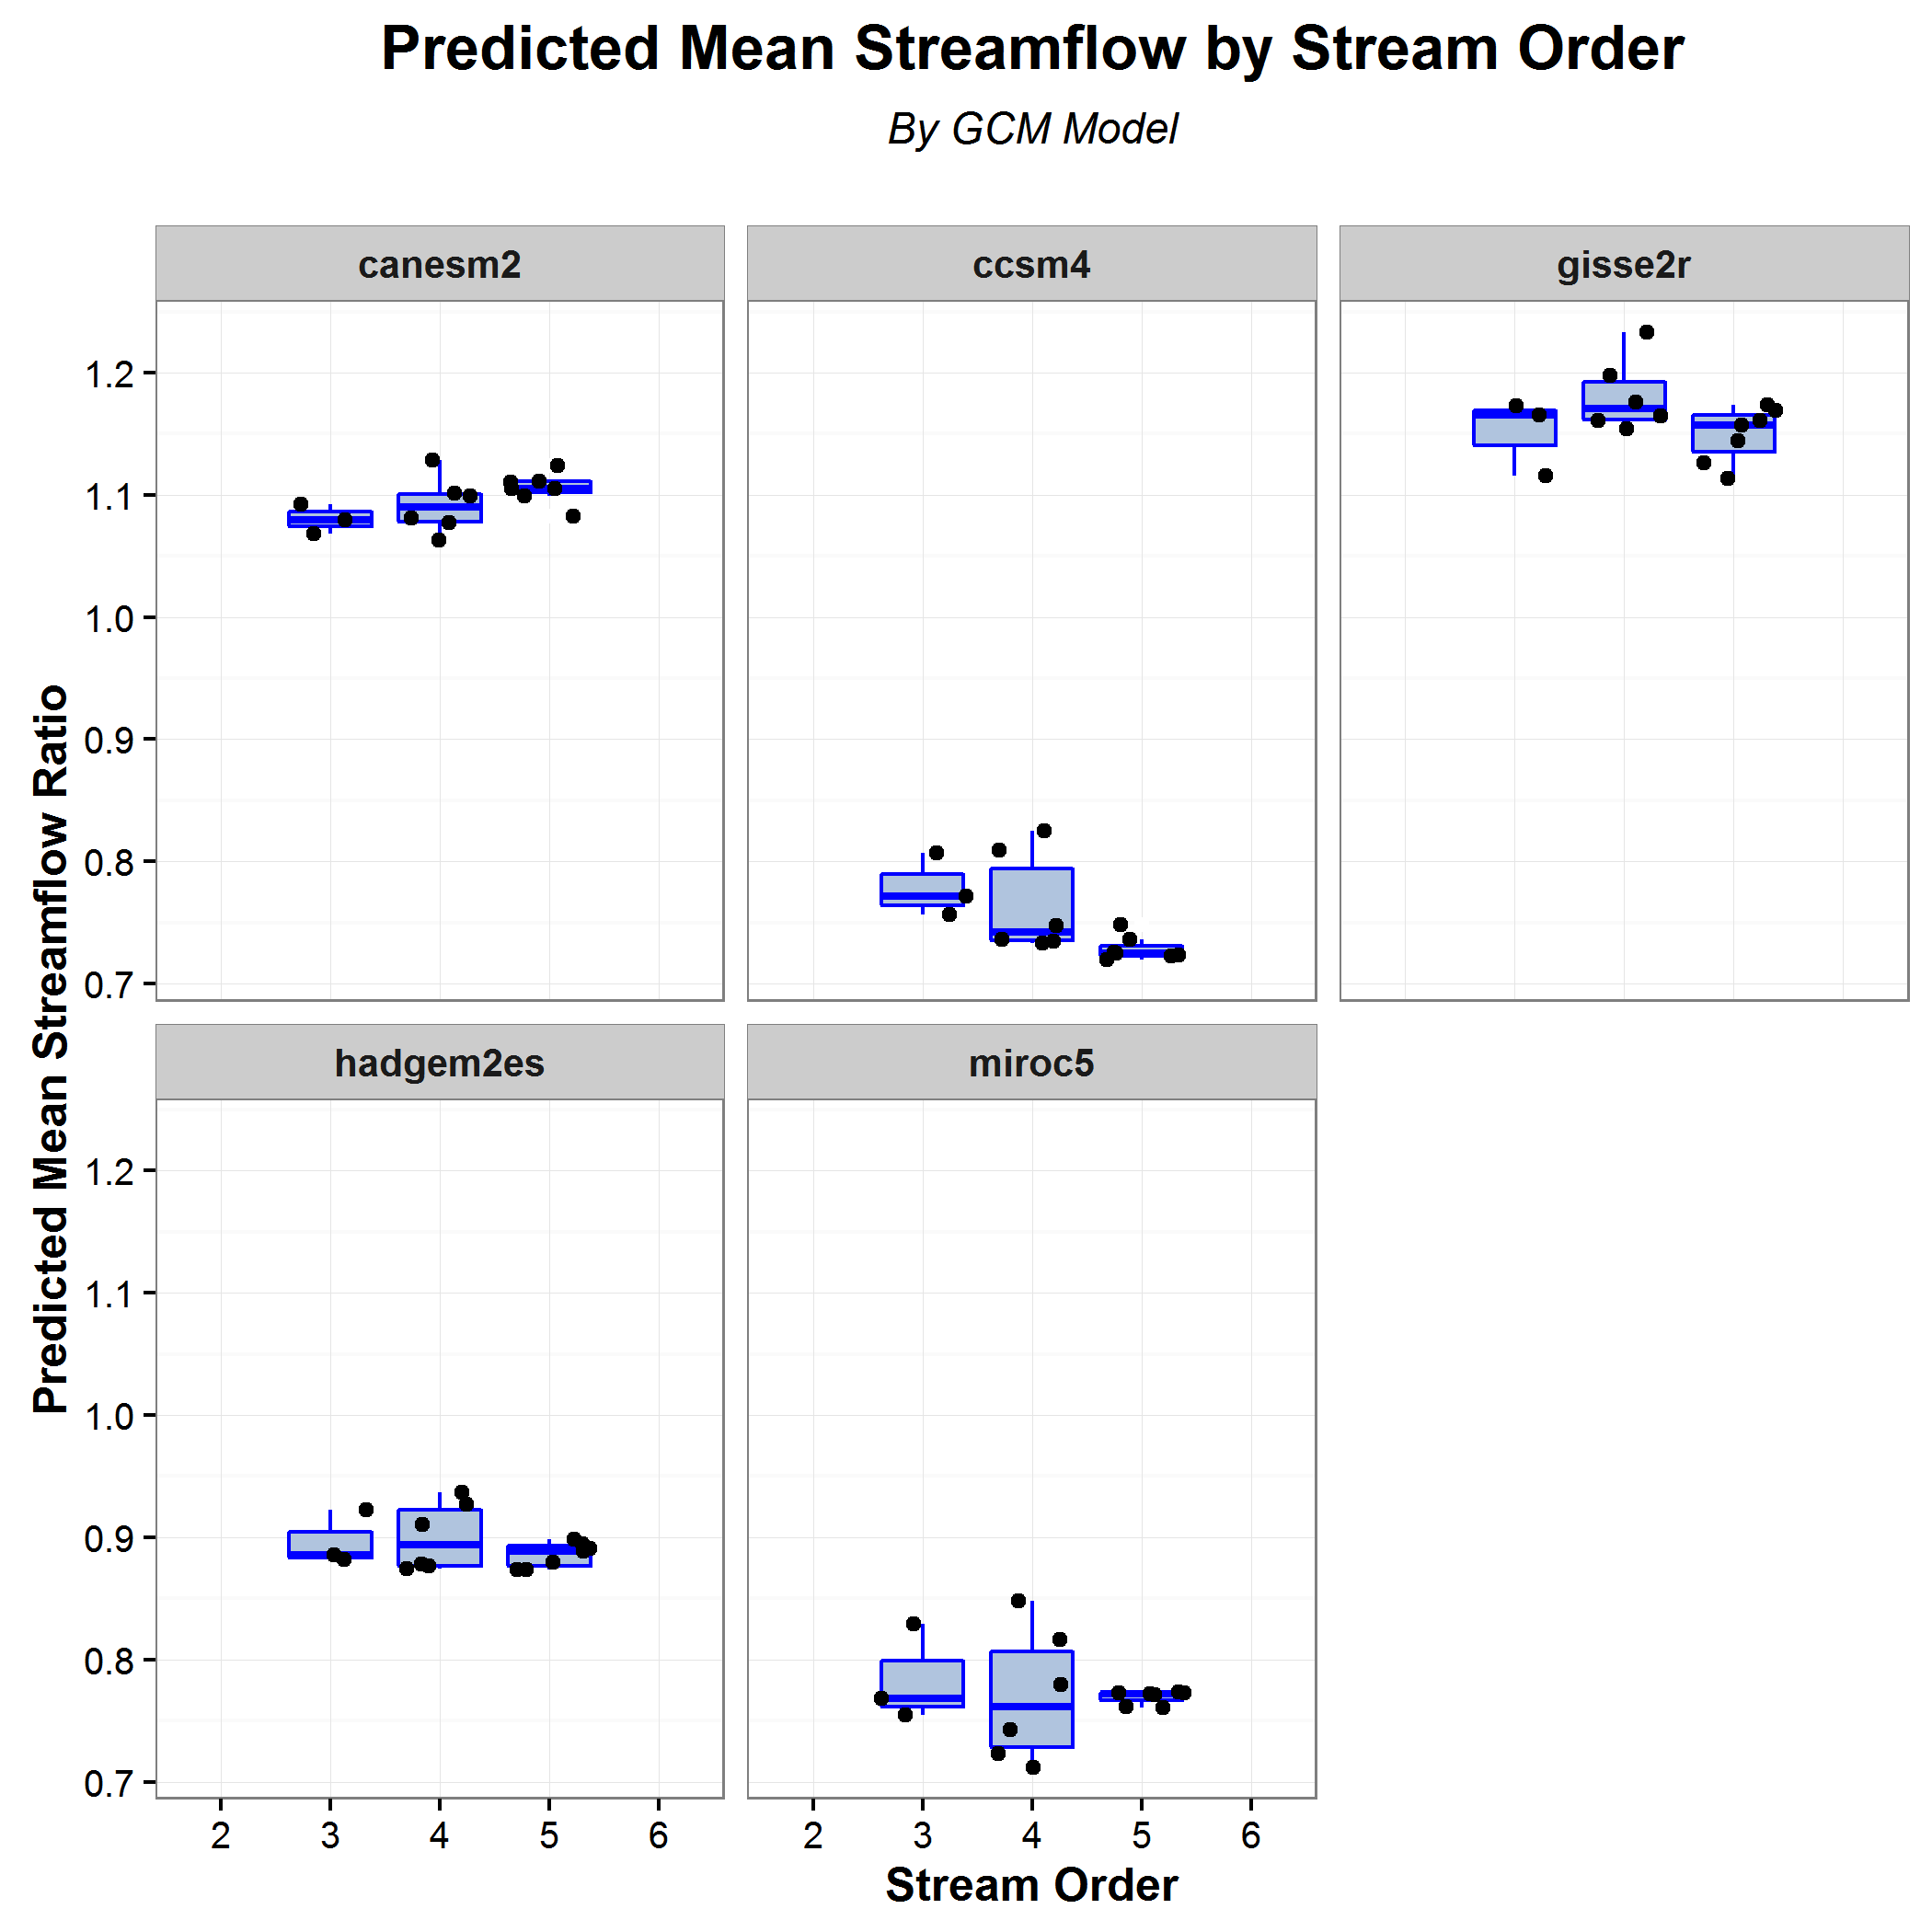 Predicted Mean Streamflow by Stream Order
By GCM Model
canesm2
ccsm4
gisse2r
1.2
1.1
1.0
0.9
0.8
0.7
Predicted Mean Streamflow Ratio
hadgem2es
miroc5
1.2
1.1
1.0
0.9
0.8
0.7
2 3 4 5 6
2 3 4 5 6
Stream Order